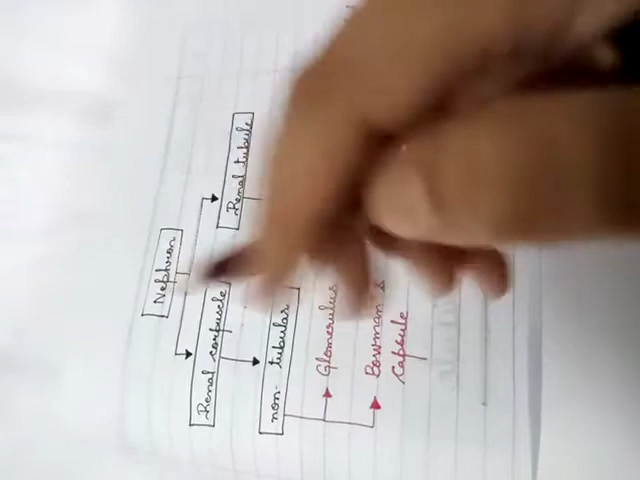 Nephron
Renal corpuscle
Renal tubule
non-tubular
Glomerulus
Bowman's
Capsule